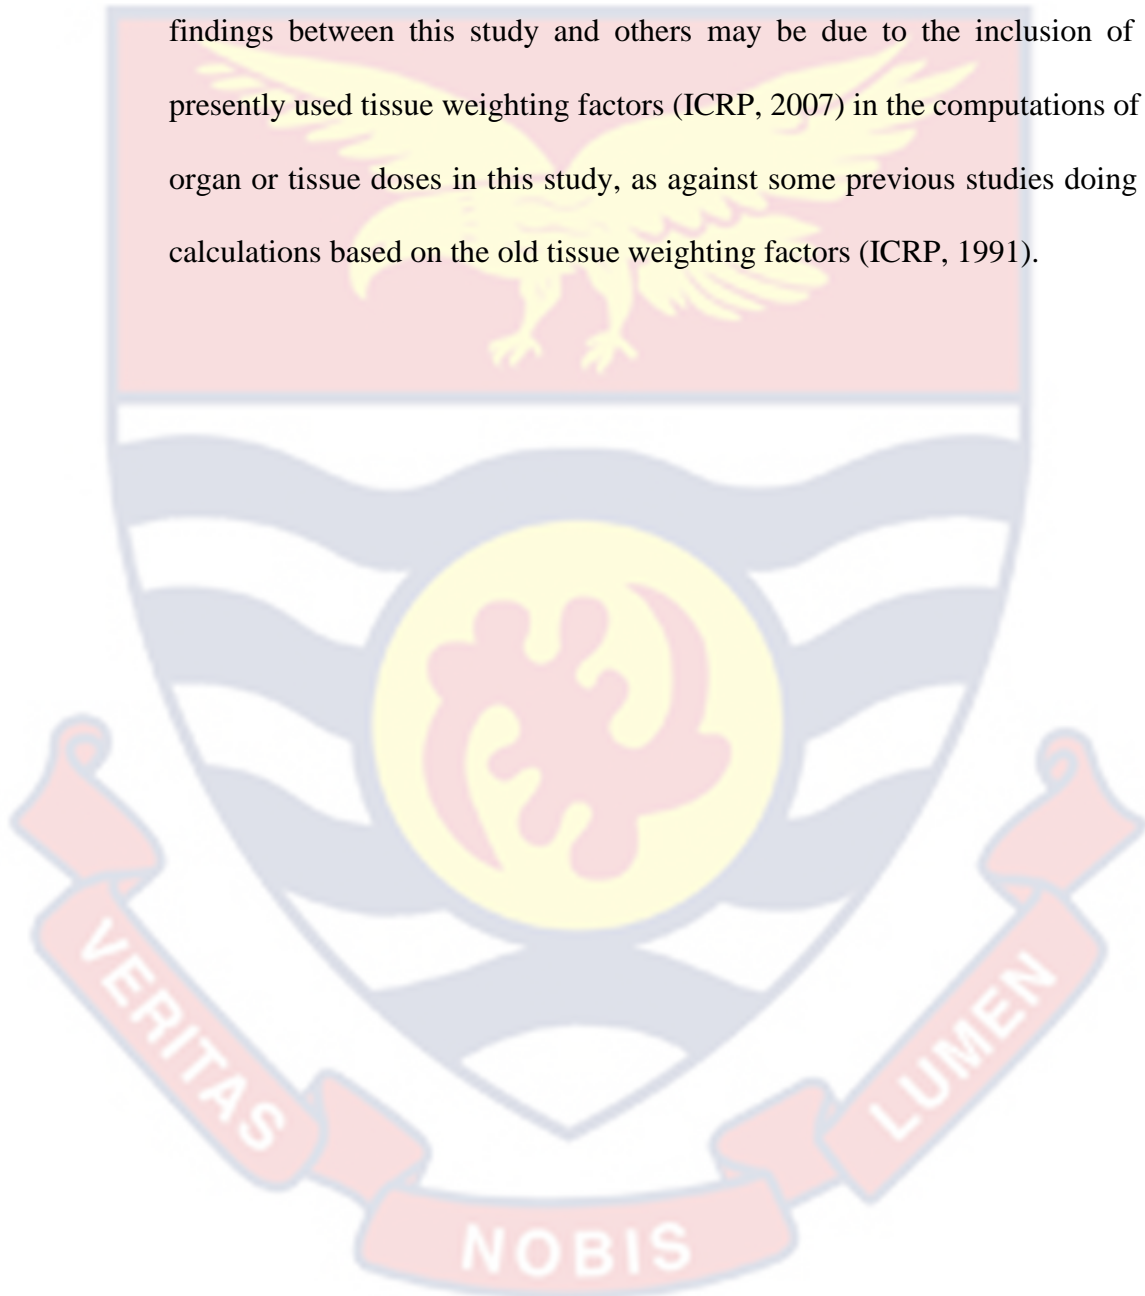 findings between this study and others may be due to the inclusion of
presently used tissue weighting factors (ICRP, 2007) in the computations of
organ or tissue doses in this study, as against some previous studies doing
calculations based on the old tissue weighting factors (ICRP, 1991).
VERITAS
NOBIS
LUMEN